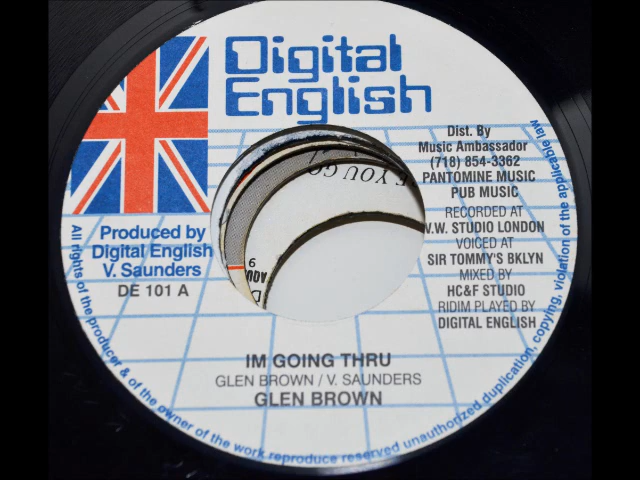 Digital
English
Dist. By
Music Ambassador
(718) 854-3362
PANTOMINE MUSIC
PUB MUSIC
RECORDED AT
V.W. STUDIO LONDON
VOICED AT
SIR TOMMY'S BKLYN
MIXED BY
HC&F STUDIO
RIDIM PLAYED BY
DIGITAL ENGLISH
Produced by
Digital English
V. Saunders
DE 101 A
YOU GO
IM GOING THRU
GLEN BROWN / V. SAUNDERS
GLEN BROWN
All rights of the producer & of the owner of the work reproduce reserved unauthorized duplication, copying, violation of the applicable law